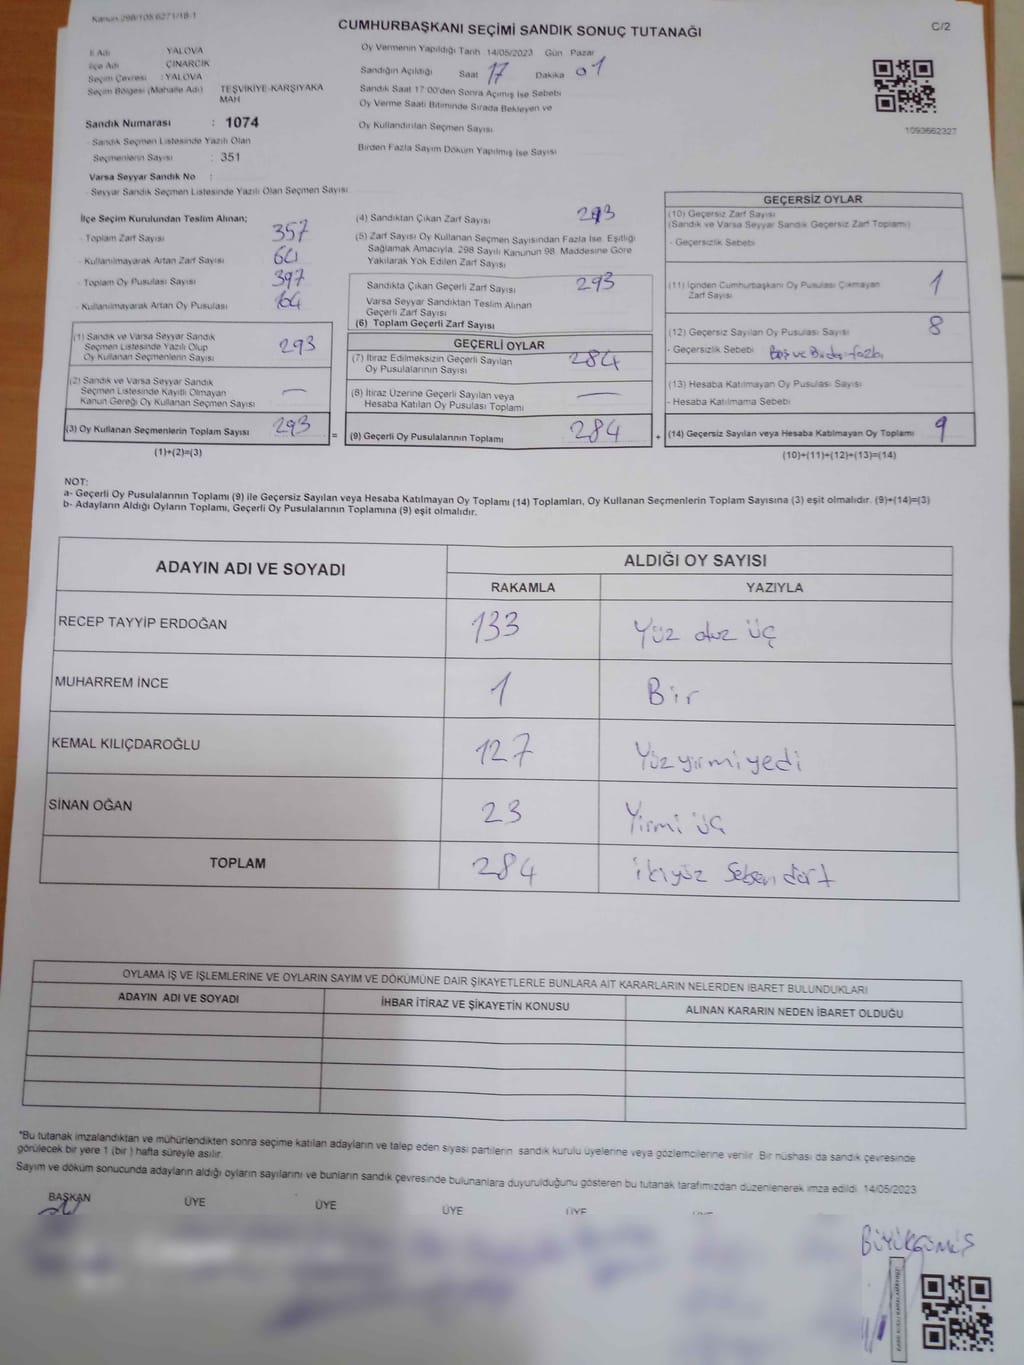 Kanun 298/105 6271/18-1
CUMHURBAŞKANI SEÇİMİ SANDIK SONUÇ TUTANAĞI
C/2
İl Adı YALOVA
İlçe Adı ÇINARCIK
Seçim Çevresi : YALOVA
Seçim Bölgesi (Mahalle Adı) TEŞVİKİYE-KARŞIYAKA MAH
Sandık Numarası : 1074
- Sandık Seçmen Listesinde Yazılı Olan
Seçmenlerin Sayısı : 351
Varsa Seyyar Sandık No :
- Seyyar Sandık Seçmen Listesinde Yazılı Olan Seçmen Sayısı
Oy Vermenin Yapıldığı Tarih 14/05/2023 Gün Pazar
Sandığın Açıldığı Saat 17 Dakika 01
Sandık Saat 17:00'den Sonra Açılmış İse Sebebi
Oy Verme Saati Bitiminde Sırada Bekleyen ve
Oy Kullandırılan Seçmen Sayısı
Birden Fazla Sayım Döküm Yapılmış İse Sayısı
1093662327
İlçe Seçim Kurulundan Teslim Alınan;
- Toplam Zarf Sayısı 357
- Kullanılmayarak Artan Zarf Sayısı 64
- Toplam Oy Pusulası Sayısı 397
- Kullanılmayarak Artan Oy Pusulası 104
(1) Sandık ve Varsa Seyyar Sandık
Seçmen Listesinde Yazılı Olup
Oy Kullanan Seçmenlerin Sayısı 293
(2) Sandık ve Varsa Seyyar Sandık
Seçmen Listesinde Kayıtlı Olmayan
Kanun Gereği Oy Kullanan Seçmen Sayısı —
(3) Oy Kullanan Seçmenlerin Toplam Sayısı 293
(1)+(2)=(3)
(4) Sandıktan Çıkan Zarf Sayısı 293
(5) Zarf Sayısı Oy Kullanan Seçmen Sayısından Fazla İse, Eşitliği
Sağlamak Amacıyla, 298 Sayılı Kanunun 98. Maddesine Göre
Yakılarak Yok Edilen Zarf Sayısı
Sandıkta Çıkan Geçerli Zarf Sayısı 293
Varsa Seyyar Sandıktan Teslim Alınan
Geçerli Zarf Sayısı
(6) Toplam Geçerli Zarf Sayısı
GEÇERLİ OYLAR
(7) İtiraz Edilmeksizin Geçerli Sayılan
Oy Pusulalarının Sayısı 284
(8) İtiraz Üzerine Geçerli Sayılan veya
Hesaba Katılan Oy Pusulası Toplamı —
= (9) Geçerli Oy Pusulalarının Toplamı 284
GEÇERSİZ OYLAR
(10) Geçersiz Zarf Sayısı
(Sandık ve Varsa Seyyar Sandık Geçersiz Zarf Toplamı)
- Geçersizlik Sebebi
(11) İçinden Cumhurbaşkanı Oy Pusulası Çıkmayan
Zarf Sayısı 1
(12) Geçersiz Sayılan Oy Pusulası Sayısı 8
- Geçersizlik Sebebi Boş ve Birden fazla
(13) Hesaba Katılmayan Oy Pusulası Sayısı
- Hesaba Katılmama Sebebi
+ (14) Geçersiz Sayılan veya Hesaba Katılmayan Oy Toplamı 9
(10)+(11)+(12)+(13)=(14)
NOT:
a- Geçerli Oy Pusulalarının Toplamı (9) ile Geçersiz Sayılan veya Hesaba Katılmayan Oy Toplamı (14) Toplamları, Oy Kullanan Seçmenlerin Toplam Sayısına (3) eşit olmalıdır. (9)+(14)=(3)
b- Adayların Aldığı Oyların Toplamı, Geçerli Oy Pusulalarının Toplamına (9) eşit olmalıdır.
ADAYIN ADI VE SOYADI ALDIĞI OY SAYISI
RAKAMLA YAZIYLA
RECEP TAYYİP ERDOĞAN 133 Yüz otuz üç
MUHARREM İNCE 1 Bir
KEMAL KILIÇDAROĞLU 127 Yüz yirmi yedi
SİNAN OĞAN 23 Yirmi üç
TOPLAM 284 ikiyüz seksen dört
OYLAMA İŞ VE İŞLEMLERİNE VE OYLARIN SAYIM VE DÖKÜMÜNE DAİR ŞİKAYETLERLE BUNLARA AİT KARARLARIN NELERDEN İBARET BULUNDUKLARI
ADAYIN ADI VE SOYADI İHBAR İTİRAZ VE ŞİKAYETİN KONUSU ALINAN KARARIN NEDEN İBARET OLDUĞU
*Bu tutanak imzalandıktan ve mühürlendikten sonra seçime katılan adayların ve talep eden siyasi partilerin sandık kurulu üyelerine veya gözlemcilerine verilir. Bir nüshası da sandık çevresinde
görülecek bir yere 1 (bir) hafta süreyle asılır.
Sayım ve döküm sonucunda adayların aldığı oyların sayılarını ve bunların sandık çevresinde bulunanlara duyurulduğunu gösteren bu tutanak tarafımızdan düzenlenerek imza edildi. 14/05/2023
BAŞKAN ÜYE ÜYE ÜYE ÜYE
BÜYÜKGÜMÜŞ